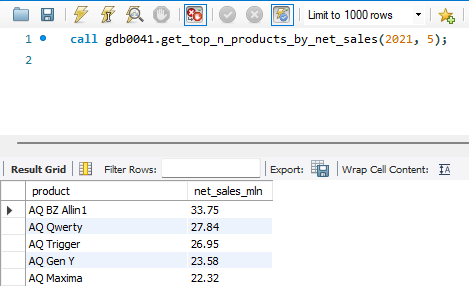 Limit to 1000 rows
1 call gdb0041.get_top_n_products_by_net_sales(2021, 5);
2
Result Grid Filter Rows: Export: Wrap Cell Content:
product net_sales_mln
AQ BZ Allin1 33.75
AQ Qwerty 27.84
AQ Trigger 26.95
AQ Gen Y 23.58
AQ Maxima 22.32